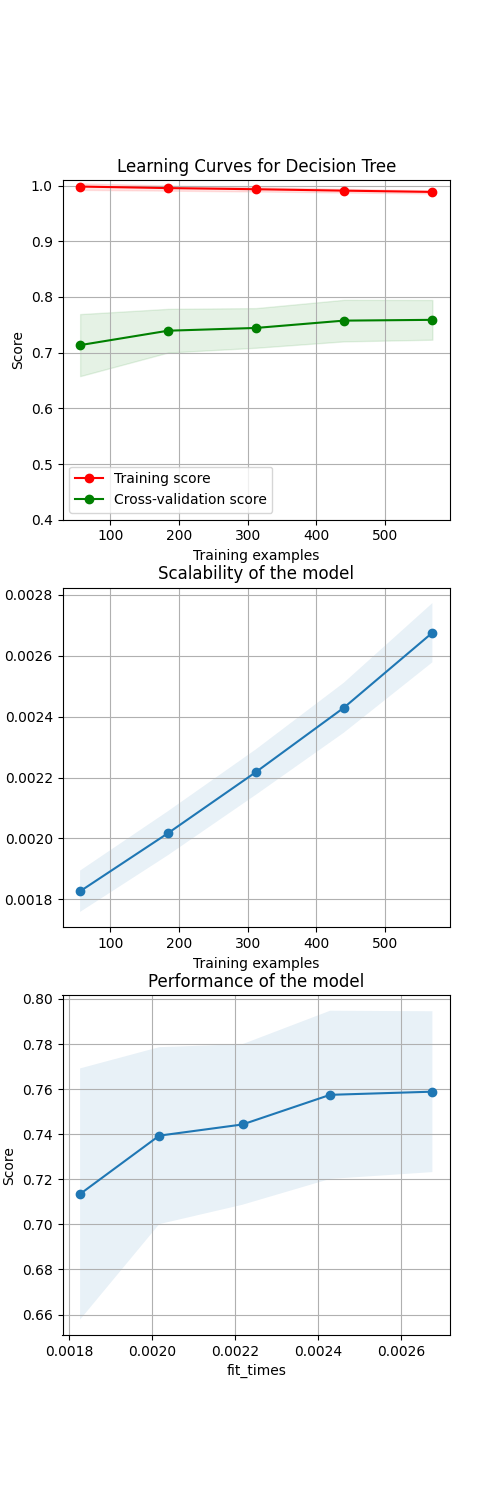 Learning Curves for Decision Tree
1.0
0.9
0.8
0.7
0.6
0.5
0.4
Score
Training score
Cross-validation score
100 200 300 400 500
Training examples
Scalability of the model
0.0028
0.0026
0.0024
0.0022
0.0020
0.0018
100 200 300 400 500
Training examples
Performance of the model
0.80
0.78
0.76
0.74
0.72
0.70
0.68
0.66
Score
0.0018 0.0020 0.0022 0.0024 0.0026
fit_times